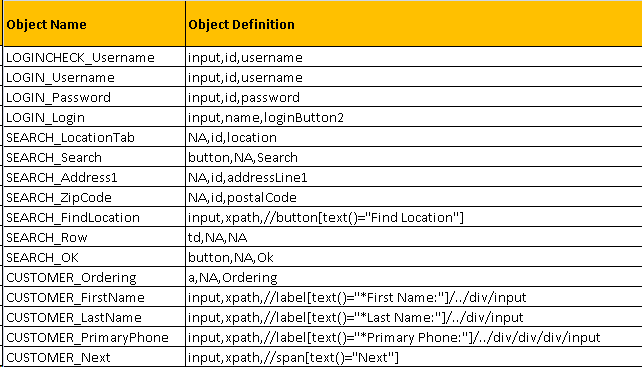 Object Name Object Definition
LOGINCHECK_Username input,id,username
LOGIN_Username input,id,username
LOGIN_Password input,id,password
LOGIN_Login input,name,loginButton2
SEARCH_LocationTab NA,id,location
SEARCH_Search button,NA,Search
SEARCH_Address1 NA,id,addressLine1
SEARCH_ZipCode NA,id,postalCode
SEARCH_FindLocation input,xpath,//button[text()="Find Location"]
SEARCH_Row td,NA,NA
SEARCH_OK button,NA,Ok
CUSTOMER_Ordering a,NA,Ordering
CUSTOMER_FirstName input,xpath,//label[text()="*First Name:"]/../div/input
CUSTOMER_LastName input,xpath,//label[text()="*Last Name:"]/../div/input
CUSTOMER_PrimaryPhone input,xpath,//label[text()="*Primary Phone:"]/../div/div/div/input
CUSTOMER_Next input,xpath,//span[text()="Next"]